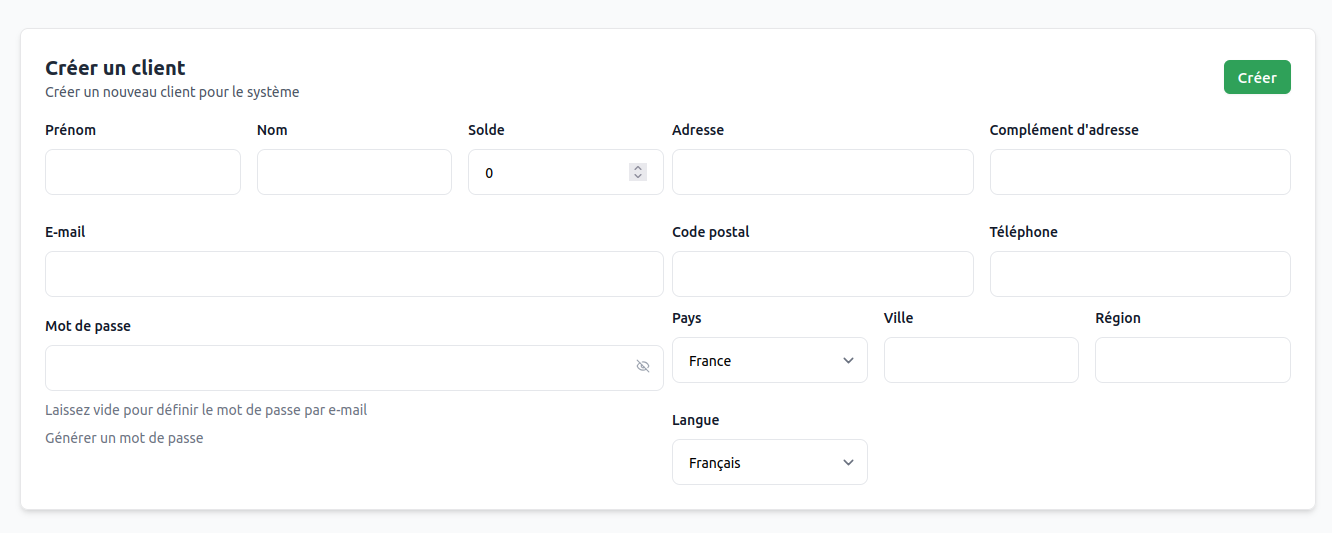 Créer un client
Créer un nouveau client pour le système
Créer
Prénom
Nom
Solde
0
Adresse
Complément d'adresse
E-mail
Code postal
Téléphone
Mot de passe
Laissez vide pour définir le mot de passe par e-mail
Générer un mot de passe
Pays
France
Ville
Région
Langue
Français